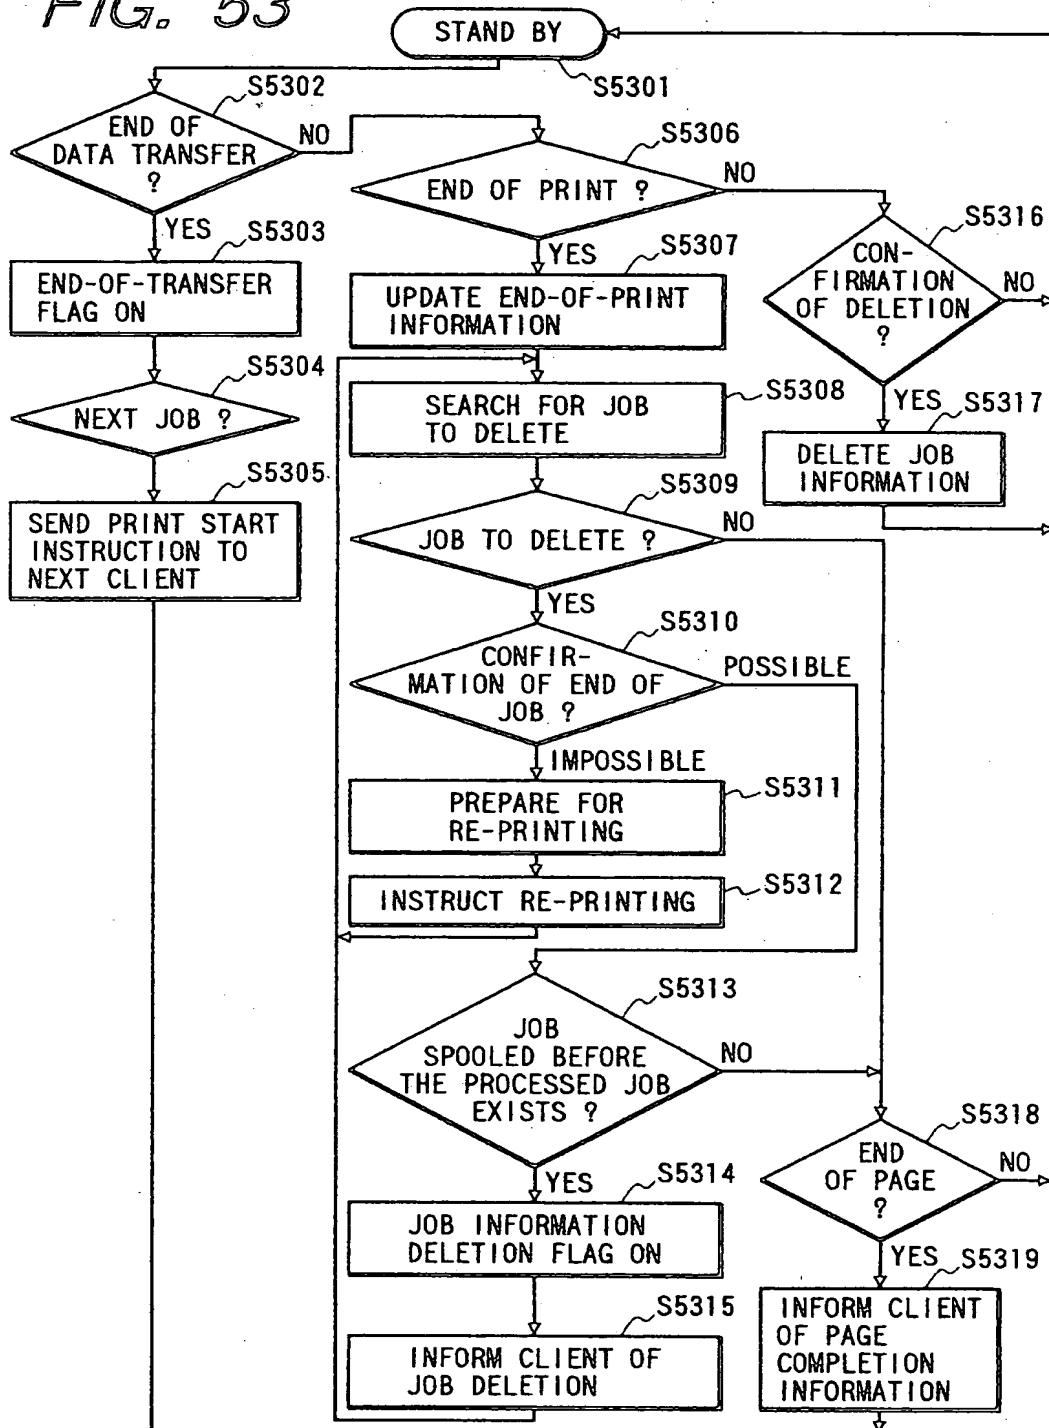 FIG. 53
STAND BY
S5301
S5302
END OF
DATA TRANSFER
?
NO
YES
S5303
END-OF-TRANSFER
FLAG ON
S5304
NEXT JOB ?
S5305
SEND PRINT START
INSTRUCTION TO
NEXT CLIENT
S5306
END OF PRINT ?
NO
YES
S5307
UPDATE END-OF-PRINT
INFORMATION
S5308
SEARCH FOR JOB
TO DELETE
S5309
JOB TO DELETE ?
NO
YES
S5310
CONFIR-
MATION OF END OF
JOB ?
POSSIBLE
IMPOSSIBLE
S5311
PREPARE FOR
RE-PRINTING
S5312
INSTRUCT RE-PRINTING
S5313
JOB
SPOOLED BEFORE
THE PROCESSED JOB
EXISTS ?
NO
YES
S5314
JOB INFORMATION
DELETION FLAG ON
S5315
INFORM CLIENT OF
JOB DELETION
S5316
CON-
FIRMATION
OF DELETION
?
NO
YES
S5317
DELETE JOB
INFORMATION
S5318
END
OF PAGE
?
NO
YES
S5319
INFORM CLIENT
OF PAGE
COMPLETION
INFORMATION